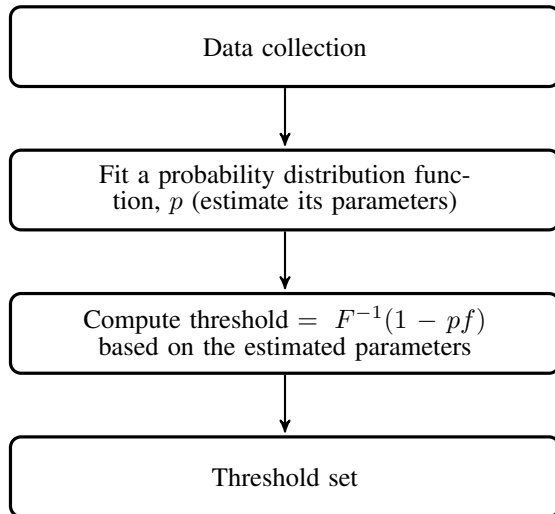 Data collection
Fit a probability distribution func-
tion, p (estimate its parameters)
Compute threshold = F⁻¹(1 − pf)
based on the estimated parameters
Threshold set